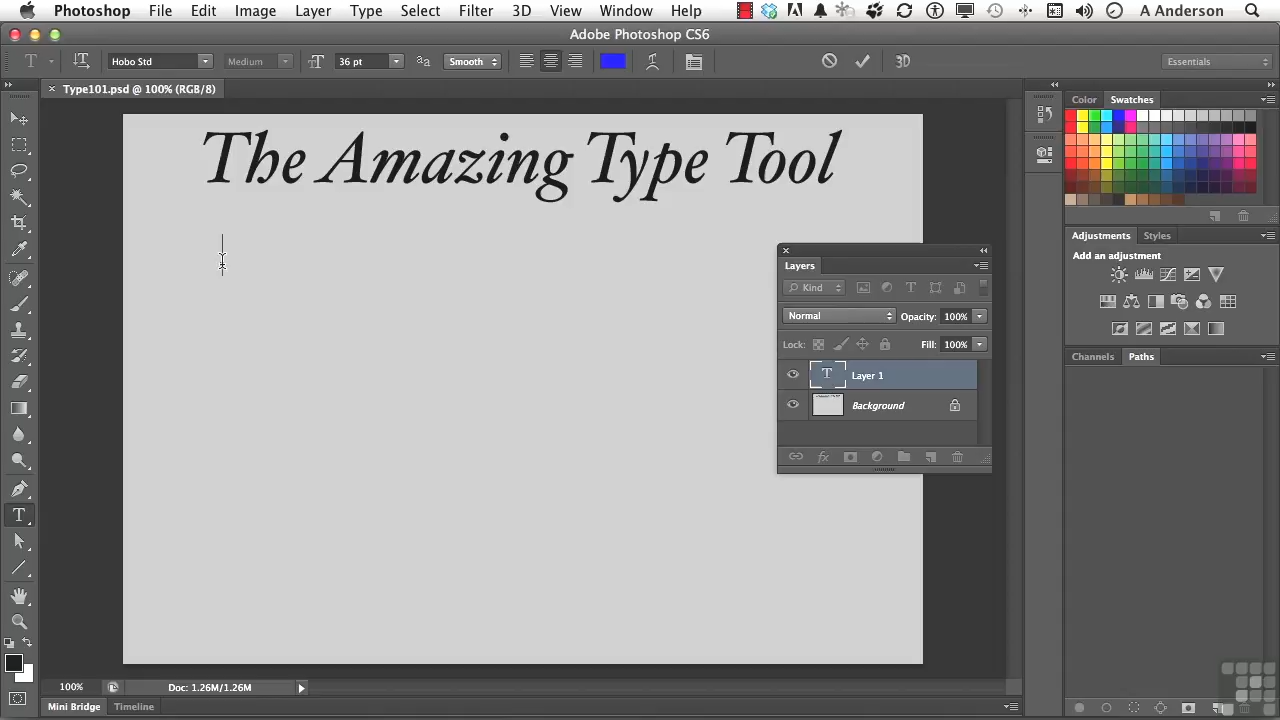 Photoshop File Edit Image Layer Type Select Filter 3D View Window Help A Anderson
Adobe Photoshop CS6
T Hobo Std Medium 36 pt aa Smooth 3D Essentials
× Type101.psd @ 100% (RGB/8)
Color Swatches
The Amazing Type Tool
Adjustments Styles
Add an adjustment
Layers
Kind
Normal Opacity: 100%
Lock: Fill: 100%
Channels Paths
T Layer 1
Background
fx
T
100% Doc: 1.26M/1.26M
Mini Bridge Timeline